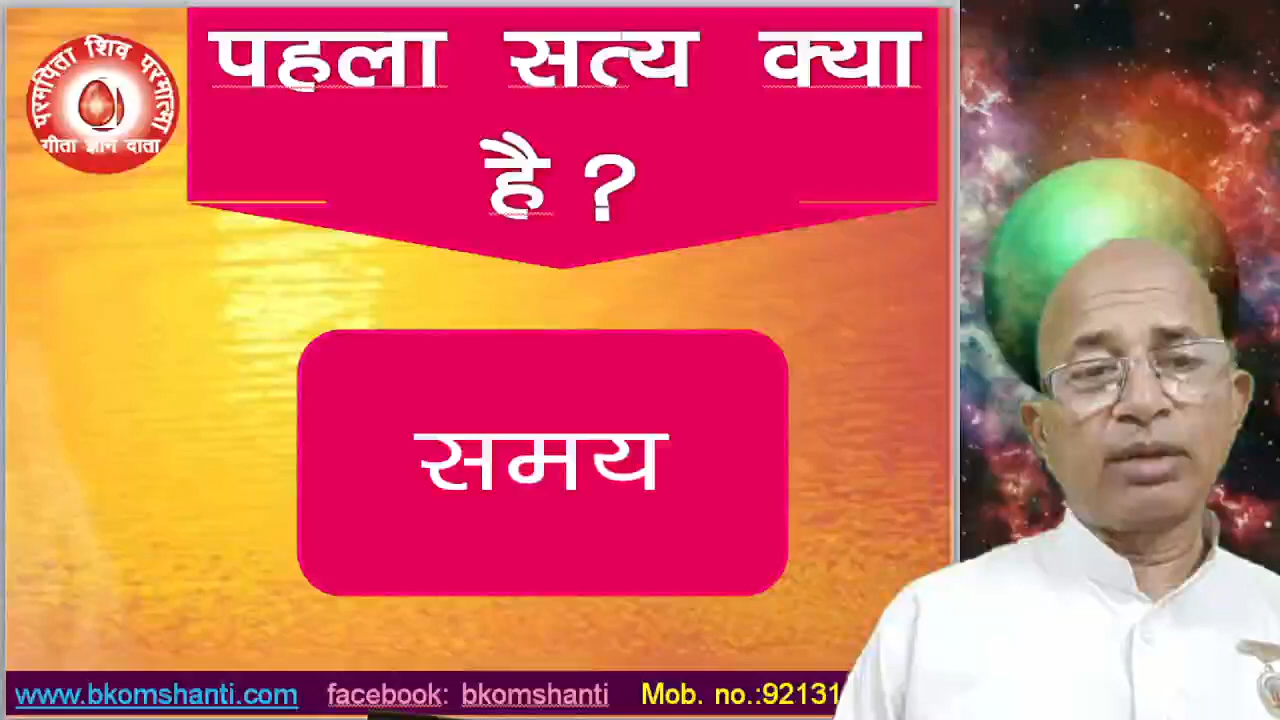 परमपिता शिव परमात्मा
गीता ज्ञान दाता
पहला सत्य क्या
है ?
समय
www.bkomshanti.com facebook: bkomshanti Mob. no.:92131